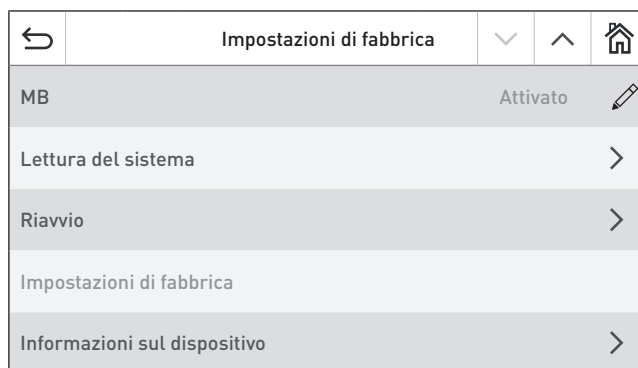 Impostazioni di fabbrica
MB Attivato
Lettura del sistema
Riavvio
Impostazioni di fabbrica
Informazioni sul dispositivo